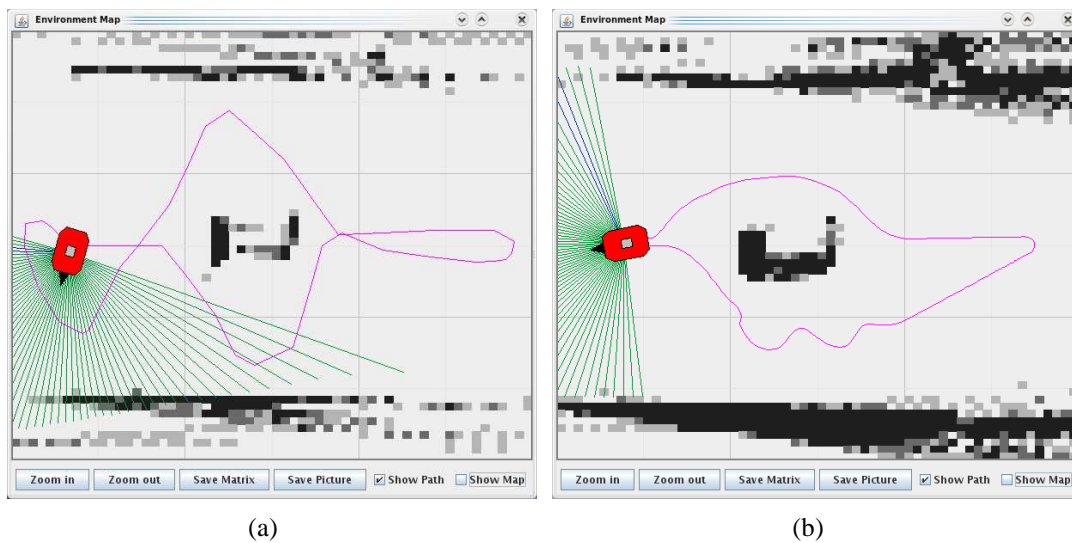 Environment Map
Environment Map
Zoom in Zoom out Save Matrix Save Picture Show Path Show Map
Zoom in Zoom out Save Matrix Save Picture Show Path Show Map
(a)
(b)